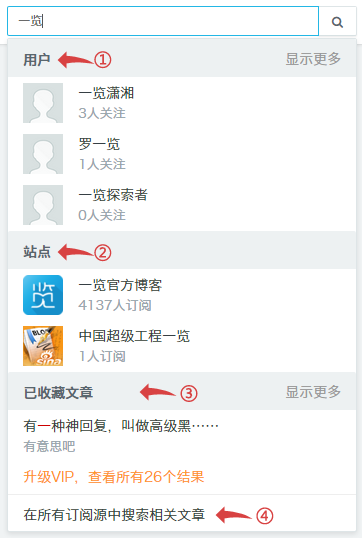 一览
用户 ① 显示更多
一览潇湘
3人关注
罗一览
1人关注
一览探索者
0人关注
站点 ②
览
一览官方博客
4137人订阅
BLOG
sina
中国超级工程一览
1人订阅
已收藏文章 ③ 显示更多
有一种神回复，叫做高级黑……
有意思吧
升级VIP，查看所有26个结果
在所有订阅源中搜索相关文章 ④